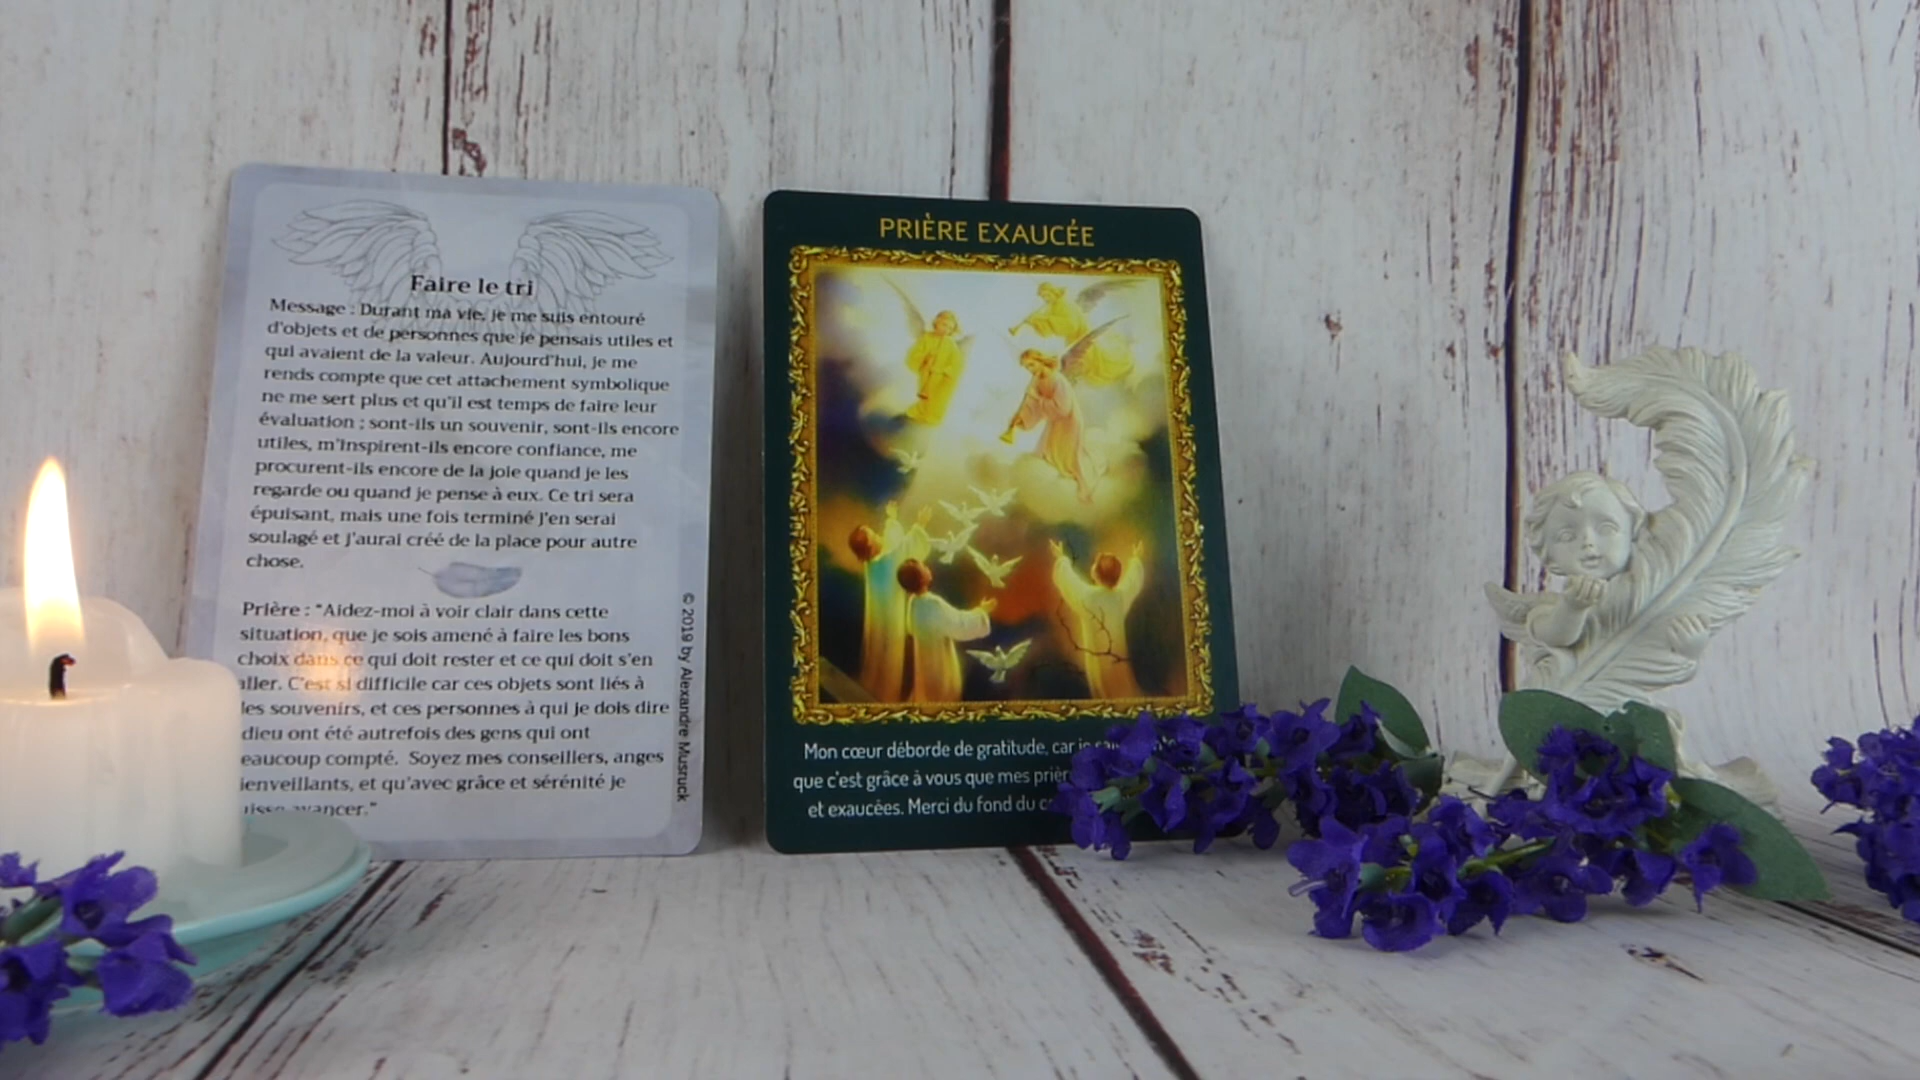 Faire le tri
Message : Durant ma vie, je me suis entouré
d'objets et de personnes que je pensais utiles et
qui avaient de la valeur. Aujourd'hui, je me
rends compte que cet attachement symbolique
ne me sert plus et qu'il est temps de faire leur
évaluation ; sont-ils un souvenir, sont-ils encore
utiles, m'inspirent-ils encore confiance, me
procurent-ils encore de la joie quand je les
regarde ou quand je pense à eux. Ce tri sera
épuisant, mais une fois terminé j'en serai
soulagé et j'aurai créé de la place pour autre
chose.
Prière : "Aidez-moi à voir clair dans cette
situation, que je sois amené à faire les bons
choix dans ce qui doit rester et ce qui doit s'en
aller. C'est si difficile car ces objets sont liés à
des souvenirs, et ces personnes à qui je dois dire
dieu ont été autrefois des gens qui ont
eaucoup compté. Soyez mes conseillers, anges
ienveillants, et qu'avec grâce et sérénité je
uisse avancer."
© 2019 by Alexandre Musruck
PRIÈRE EXAUCÉE
Mon cœur déborde de gratitude, car je
que c'est grâce à vous que mes prièr
et exaucées. Merci du fond du